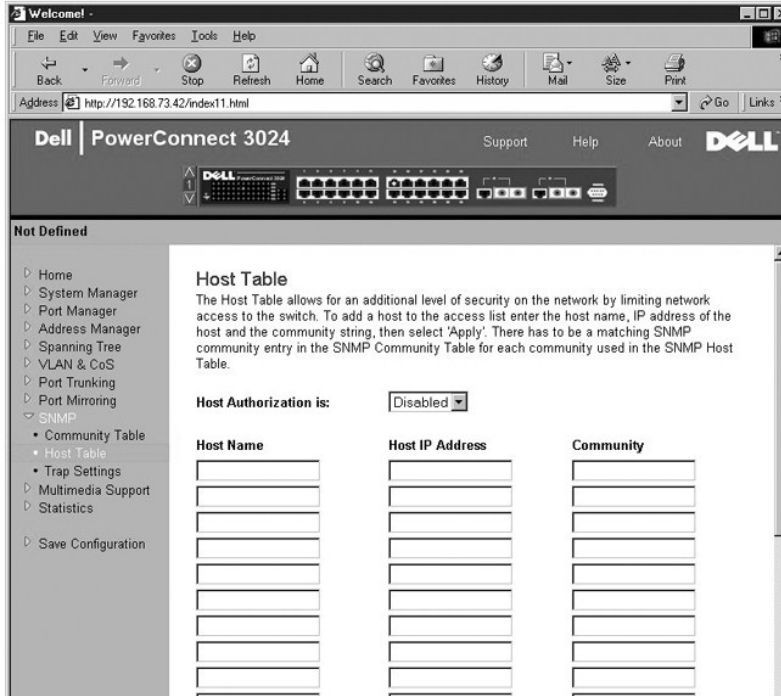 Welcome! -
File Edit View Favorites Tools Help
Back Forward Stop Refresh Home Search Favorites History Mail Size Print
Address http://192.168.73.42/index11.html Go Links
Dell | PowerConnect 3024
Support Help About DELL
1
DELL
Not Defined
Home
System Manager
Port Manager
Address Manager
Spanning Tree
VLAN & CoS
Port Trunking
Port Mirroring
SNMP
• Community Table
• Host Table
• Trap Settings
Multimedia Support
Statistics
Save Configuration
Host Table
The Host Table allows for an additional level of security on the network by limiting network
access to the switch. To add a host to the access list enter the host name, IP address of the
host and the community string, then select 'Apply'. There has to be a matching SNMP
community entry in the SNMP Community Table for each community used in the SNMP Host
Table.
Host Authorization is: Disabled
Host Name Host IP Address Community